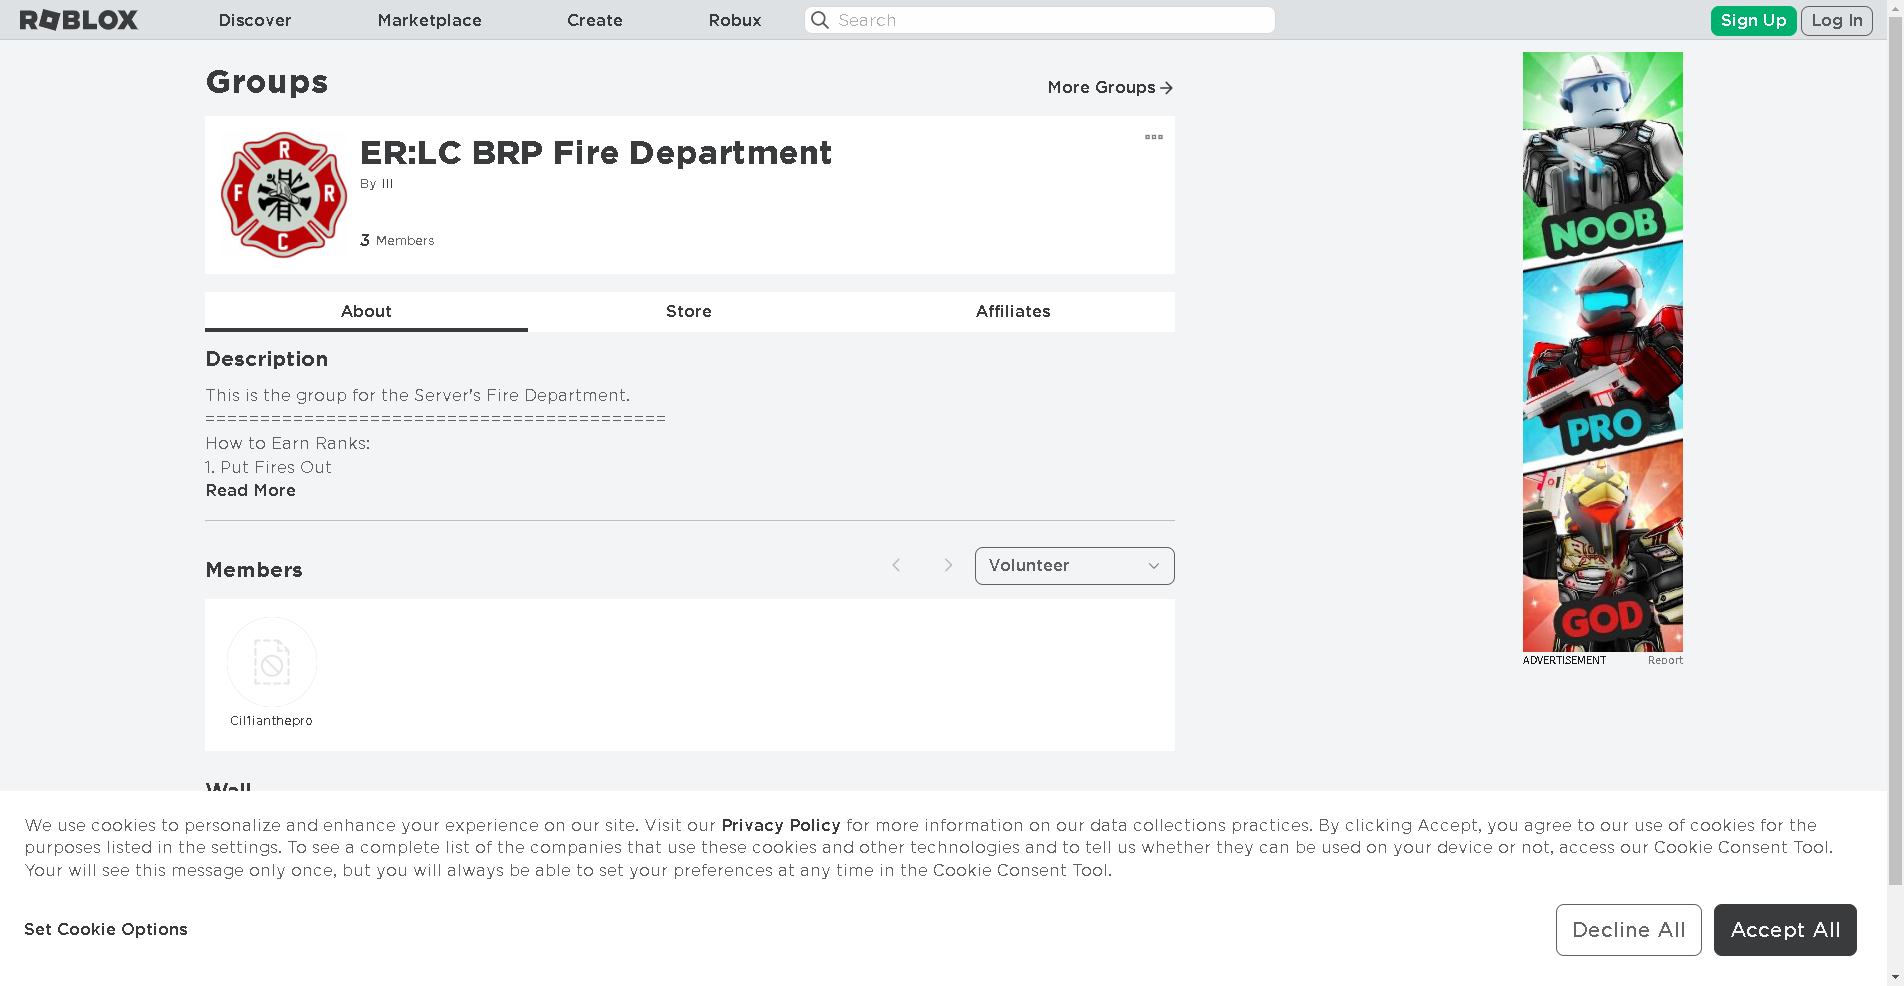 ROBLOX Discover Marketplace Create Robux Search Sign Up Log In
Groups
More Groups
ER:LC BRP Fire Department
By III
3 Members
R
F R
C
About Store Affiliates
Description
This is the group for the Server's Fire Department.
==========================================
How to Earn Ranks:
1. Put Fires Out
Read More
Members
Volunteer
Cil1ianthepro
Wall
NOOB
PRO
GOD
ADVERTISEMENT Report
We use cookies to personalize and enhance your experience on our site. Visit our Privacy Policy for more information on our data collections practices. By clicking Accept, you agree to our use of cookies for the
purposes listed in the settings. To see a complete list of the companies that use these cookies and other technologies and to tell us whether they can be used on your device or not, access our Cookie Consent Tool.
Your will see this message only once, but you will always be able to set your preferences at any time in the Cookie Consent Tool.
Set Cookie Options
Decline All Accept All